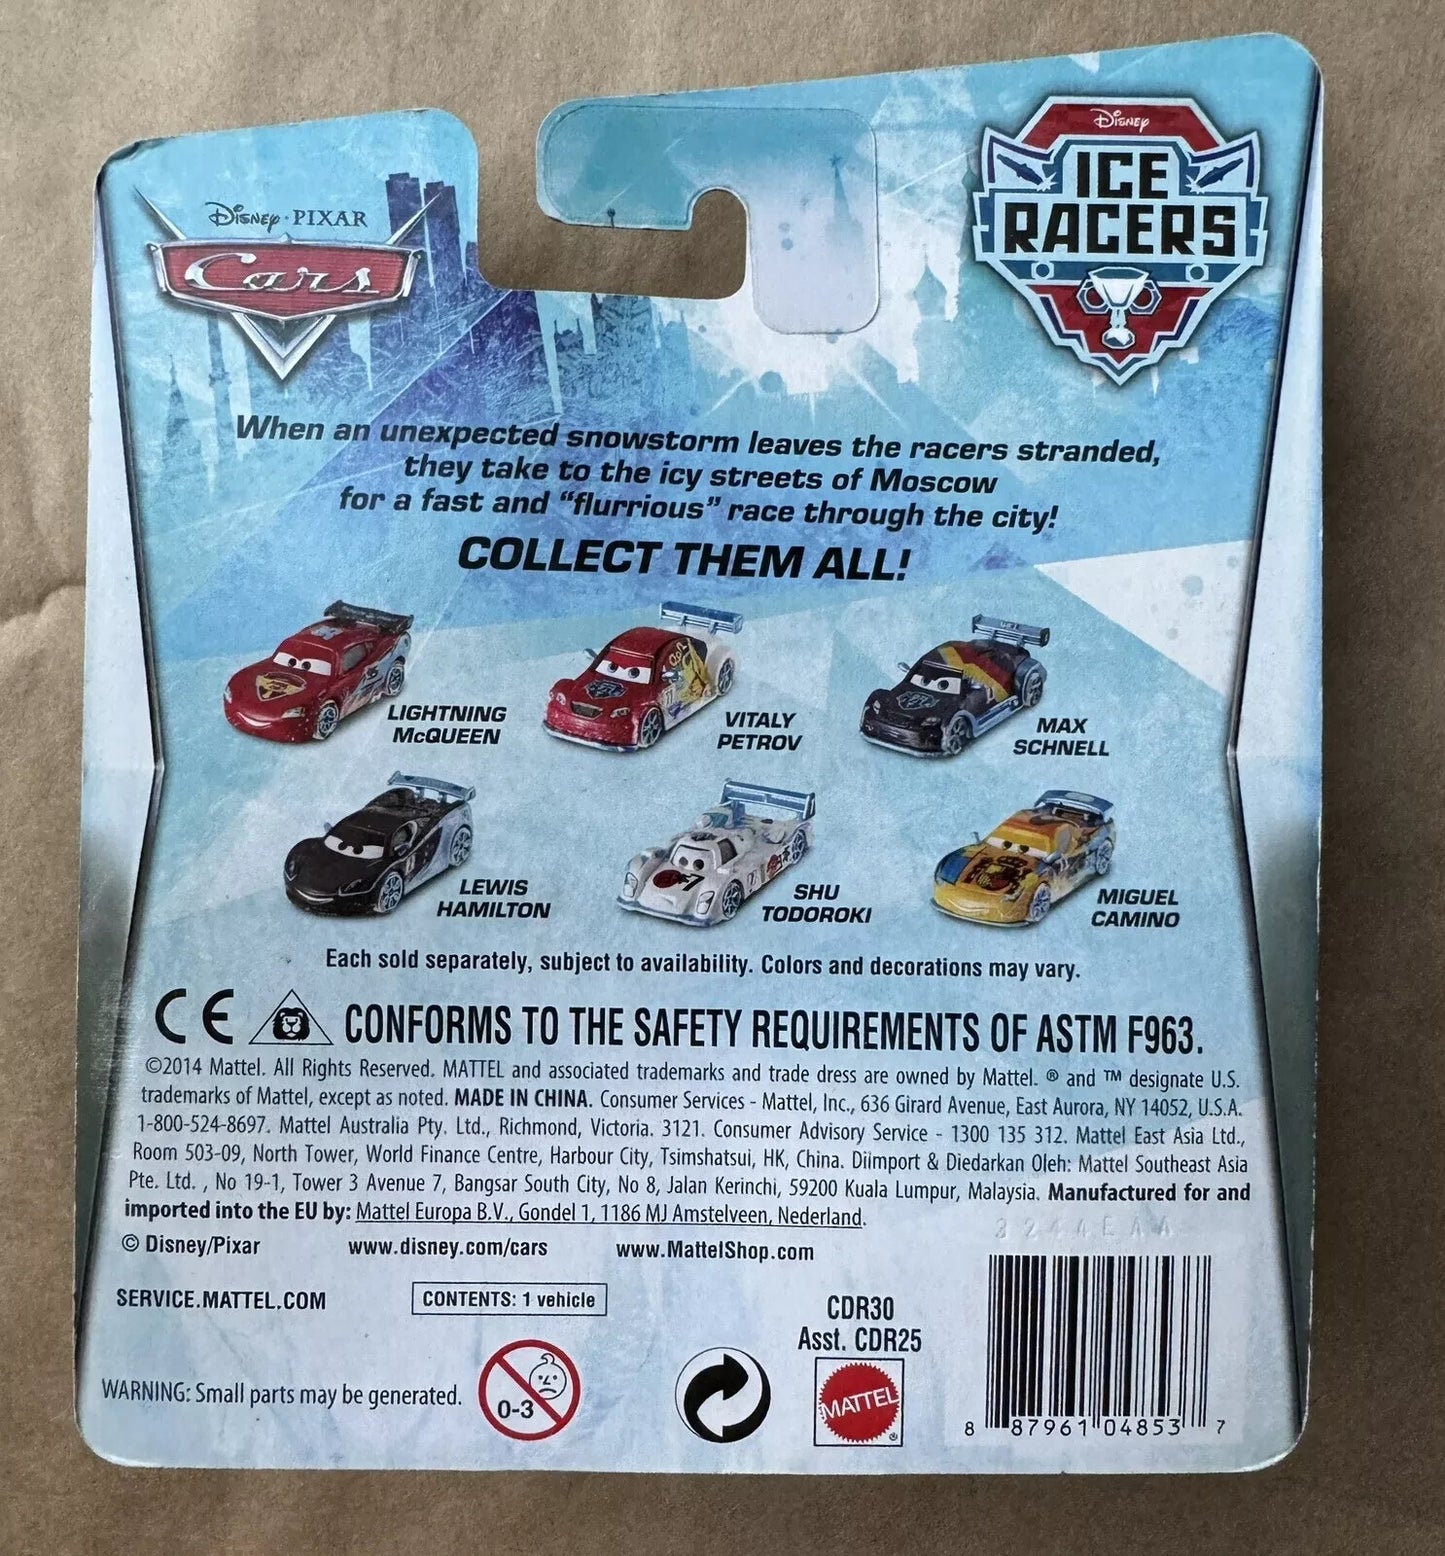 Disney · PIXAR
Cars
Disney
ICE
RACERS
When an unexpected snowstorm leaves the racers stranded,
they take to the icy streets of Moscow
for a fast and “flurrious” race through the city!
COLLECT THEM ALL!
LIGHTNING
McQUEEN
VITALY
PETROV
MAX
SCHNELL
LEWIS
HAMILTON
SHU
TODOROKI
MIGUEL
CAMINO
Each sold separately, subject to availability. Colors and decorations may vary.
CE CONFORMS TO THE SAFETY REQUIREMENTS OF ASTM F963.
©2014 Mattel. All Rights Reserved. MATTEL and associated trademarks and trade dress are owned by Mattel. ® and ™ designate U.S.
trademarks of Mattel, except as noted. MADE IN CHINA. Consumer Services - Mattel, Inc., 636 Girard Avenue, East Aurora, NY 14052, U.S.A.
1-800-524-8697. Mattel Australia Pty. Ltd., Richmond, Victoria. 3121. Consumer Advisory Service - 1300 135 312. Mattel East Asia Ltd.,
Room 503-09, North Tower, World Finance Centre, Harbour City, Tsimshatsui, HK, China. Diimport & Diedarkan Oleh: Mattel Southeast Asia
Pte. Ltd. , No 19-1, Tower 3 Avenue 7, Bangsar South City, No 8, Jalan Kerinchi, 59200 Kuala Lumpur, Malaysia. Manufactured for and
imported into the EU by: Mattel Europa B.V., Gondel 1, 1186 MJ Amstelveen, Nederland.
3244EAA
© Disney/Pixar www.disney.com/cars www.MattelShop.com
SERVICE.MATTEL.COM
CONTENTS: 1 vehicle
CDR30
Asst. CDR25
WARNING: Small parts may be generated.
0-3
MATTEL
®
8 87961 04853 7